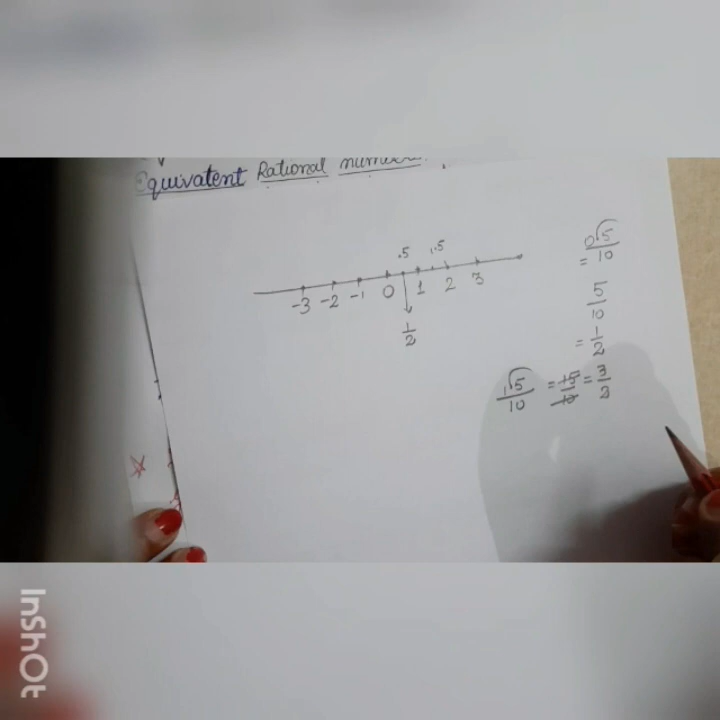 Equivatent Rational
.5 1.5
-3 -2 -1 0 1 2 3
1/2
0√5/10
=
5/10
= 1/2
1√5/10 = 15/10 = 3/2
InShOt